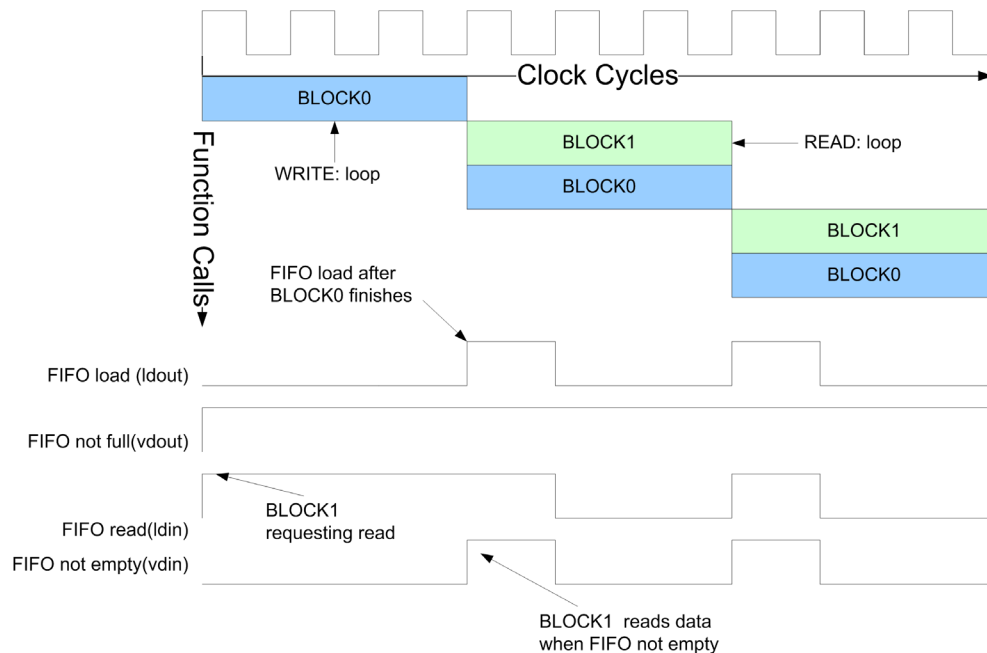 Clock Cycles
BLOCK0
Function Calls
WRITE: loop
BLOCK1
READ: loop
BLOCK0
BLOCK1
BLOCK0
FIFO load after
BLOCK0 finishes
FIFO load (ldout)
FIFO not full(vdout)
BLOCK1
requesting read
FIFO read(ldin)
FIFO not empty(vdin)
BLOCK1 reads data
when FIFO not empty